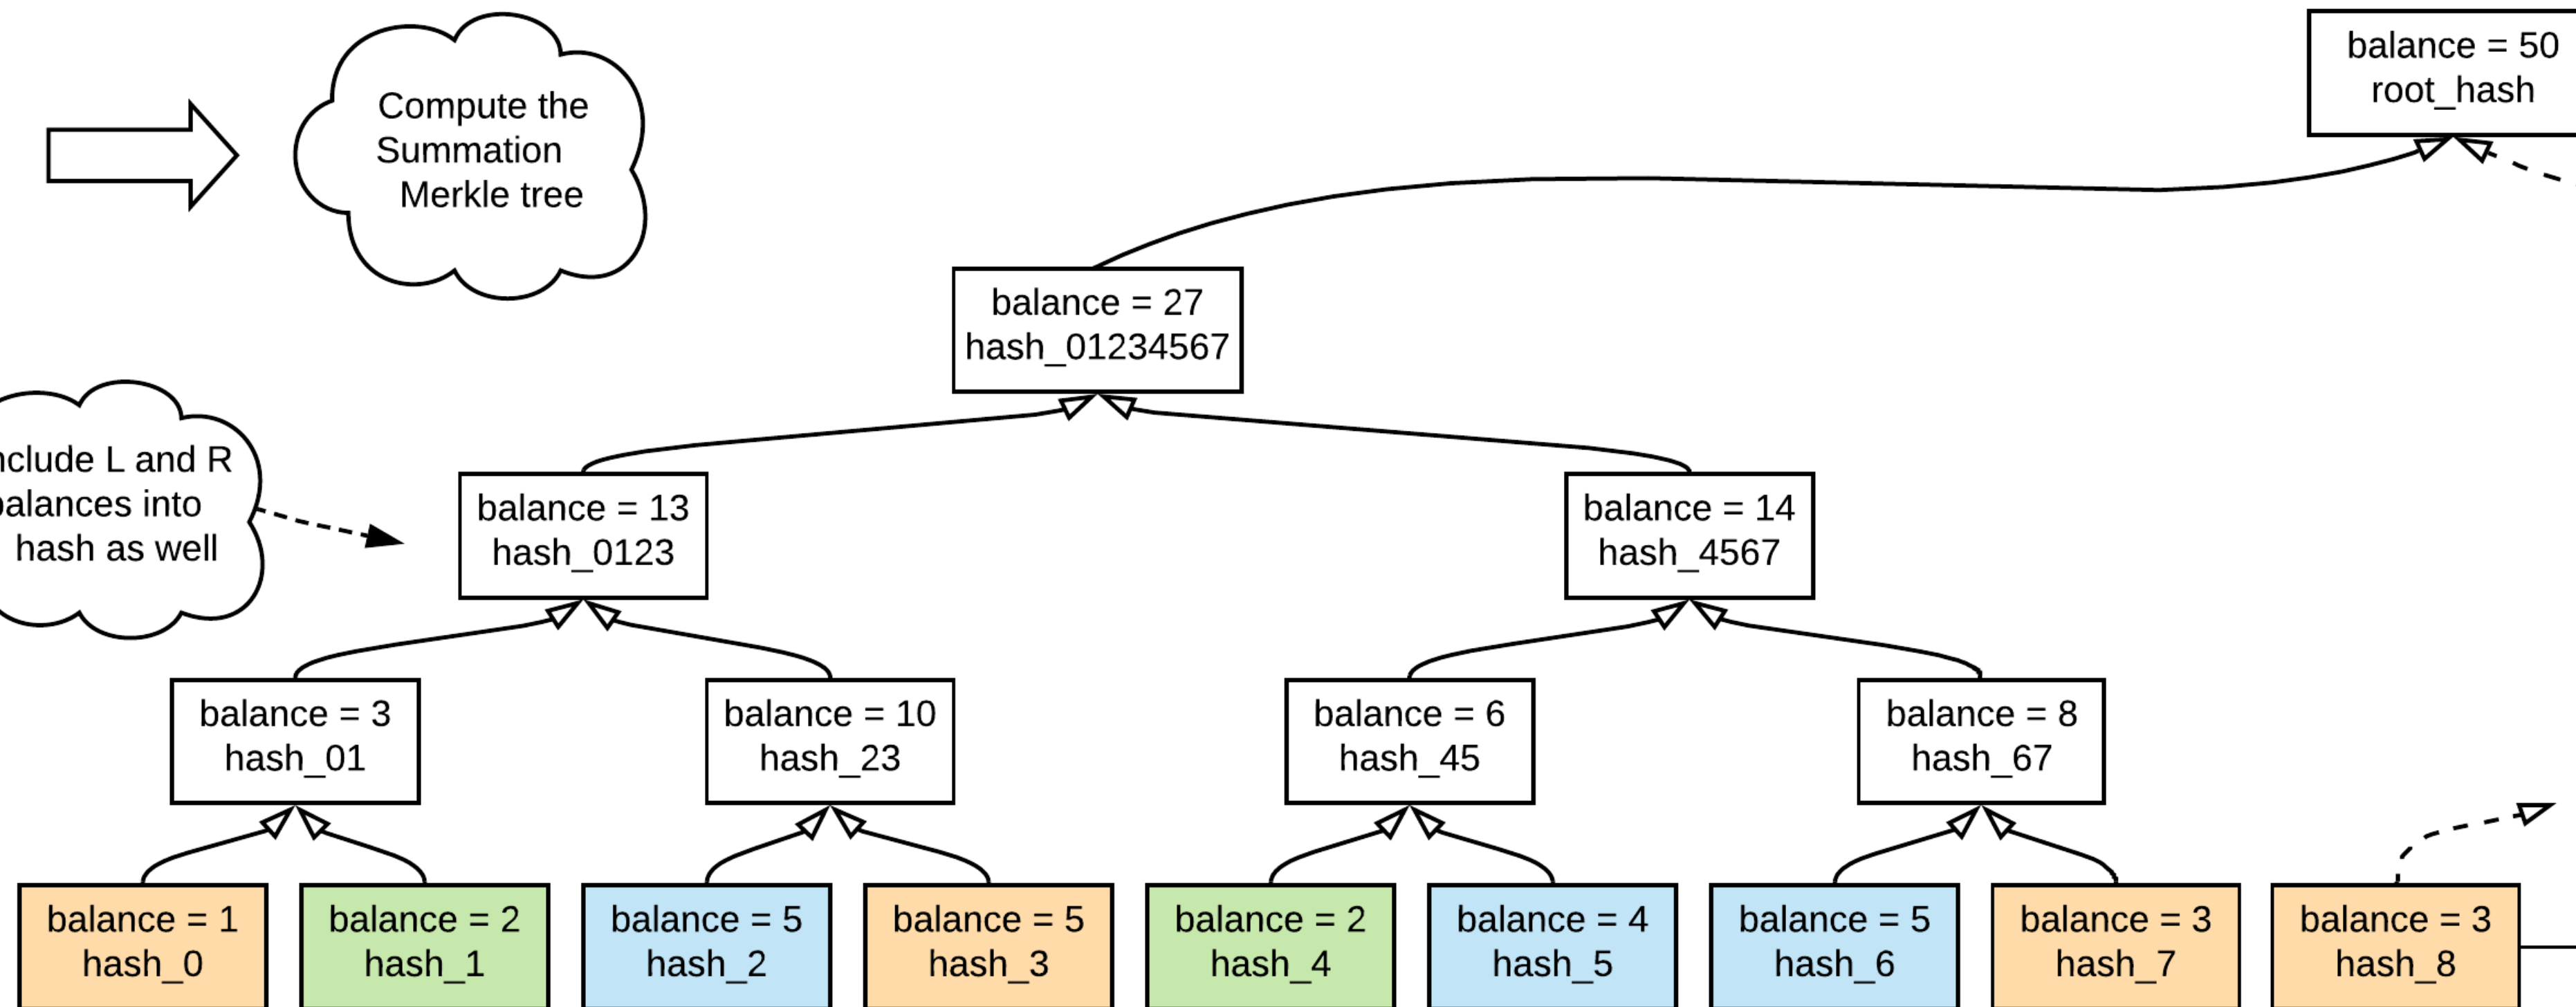 balance = 50
root_hash
Compute the
Summation
Merkle tree
balance = 27
hash_01234567
L and R
into
hash as well
balance = 13
hash_0123
balance = 14
hash_4567
balance = 3
hash_01
balance = 10
hash_23
balance = 6
hash_45
balance = 8
hash_67
balance = 1
hash_0
balance = 2
hash_1
balance = 5
hash_2
balance = 5
hash_3
balance = 2
hash_4
balance = 4
hash_5
balance = 5
hash_6
balance = 3
hash_7
balance = 3
hash_8